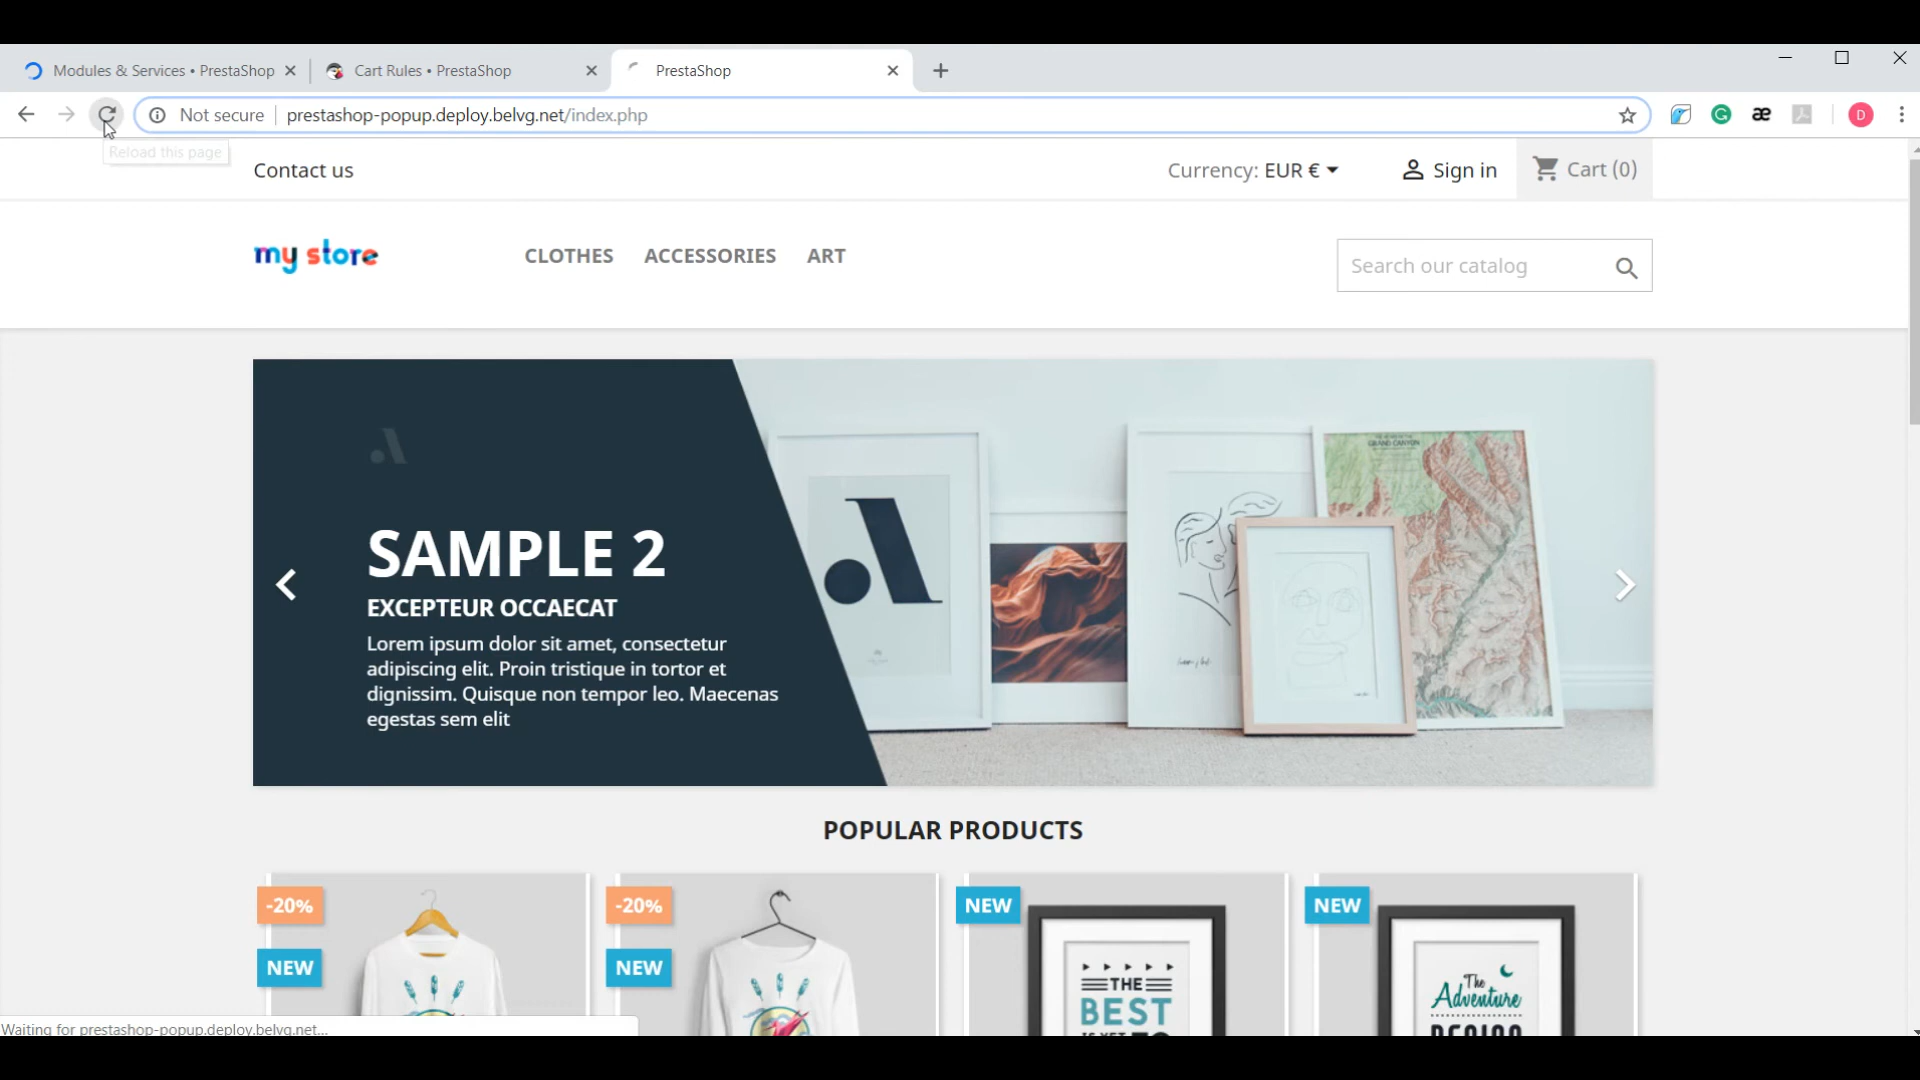 Modules & Services • PrestaShop
Cart Rules • PrestaShop
PrestaShop
Not secure
prestashop-popup.deploy.belvg.net/index.php
æ
D
Reload this page
Contact us
Currency: EUR €
Sign in
Cart (0)
my store
CLOTHES
ACCESSORIES
ART
Search our catalog
SAMPLE 2
EXCEPTEUR OCCAECAT
Lorem ipsum dolor sit amet, consectetur
adipiscing elit. Proin tristique in tortor et
dignissim. Quisque non tempor leo. Maecenas
egestas sem elit
GRAND CANYON
POPULAR PRODUCTS
-20%
-20%
NEW
NEW
NEW
NEW
THE
BEST
The
Adventure
Waiting for prestashop-popup.deploy.belvg.net...